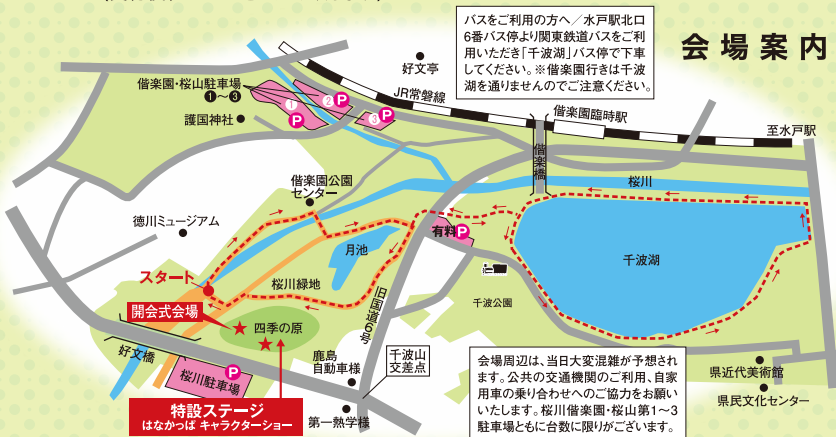 会場案内
バスをご利用の方へ／水戸駅北口
6番バス停より関東鉄道バスをご
利用いただき「千波湖」バス停で下車
してください。※偕楽園行きは千波
湖を通りませんのでご注意ください。
好文亭
偕楽園・桜山駐車場
❶〜❸
護国神社
① P
②
③ P
JR常磐線
偕楽園臨時駅
至水戸駅
偕楽橋
桜川
偕楽園公園
センター
徳川ミュージアム
月池
有料P
千波湖
スタート
桜川緑地
旧国道6号
千波公園
開会式会場
四季の原
好文橋
P
桜川駐車場
鹿島
自動車様
千波山
交差点
第一熱学様
特設ステージ
はなかっぱ キャラクターショー
県近代美術館
県民文化センター
会場周辺は、当日大変混雑が予想され
ます。公共の交通機関のご利用、自家
用車の乗り合わせへのご協力をお願い
いたします。桜川偕楽園・桜山第1〜3
駐車場ともに台数に限りがございます。